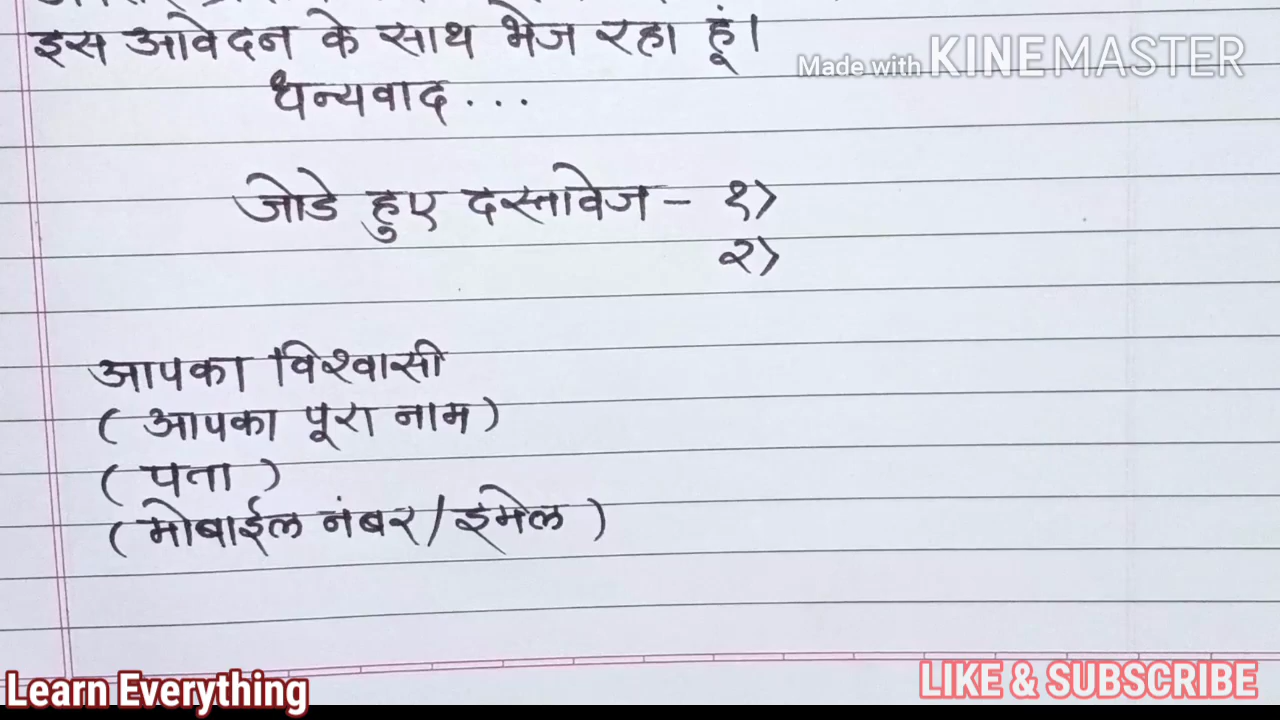 इस आवेदन के साथ भेज रहा हूं।
Made with KINEMASTER
धन्यवाद...
जोडे हुए दस्तावेज - १>
२>
आपका विश्वासी
( आपका पूरा नाम )
( पता )
( मोबाईल नंबर / इमेल )
Learn Everything
LIKE & SUBSCRIBE